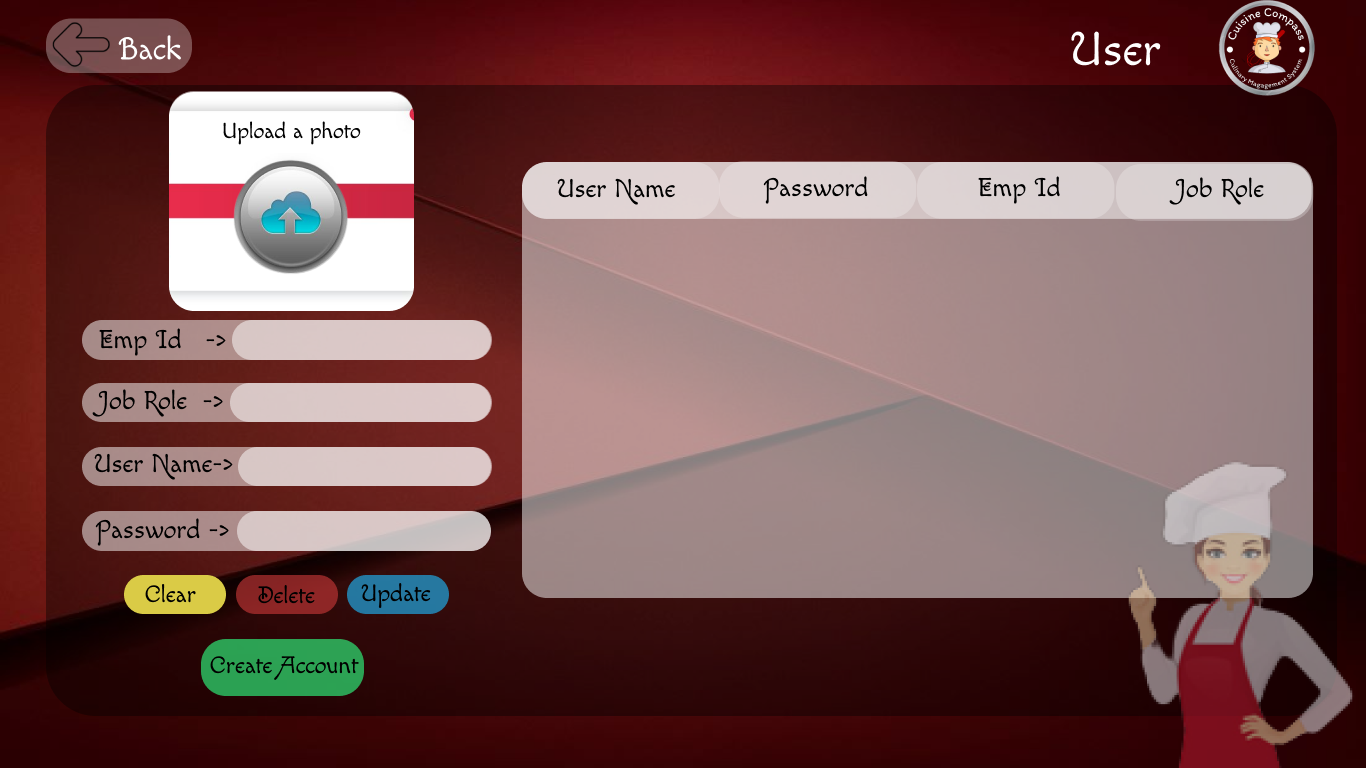 Back
User
Cuisine Compass
Culinary Magagement System
Upload a photo
User Name Password Emp Id Job Role
Emp Id ->
Job Role ->
User Name->
Password ->
Clear Delete Update
Create Account